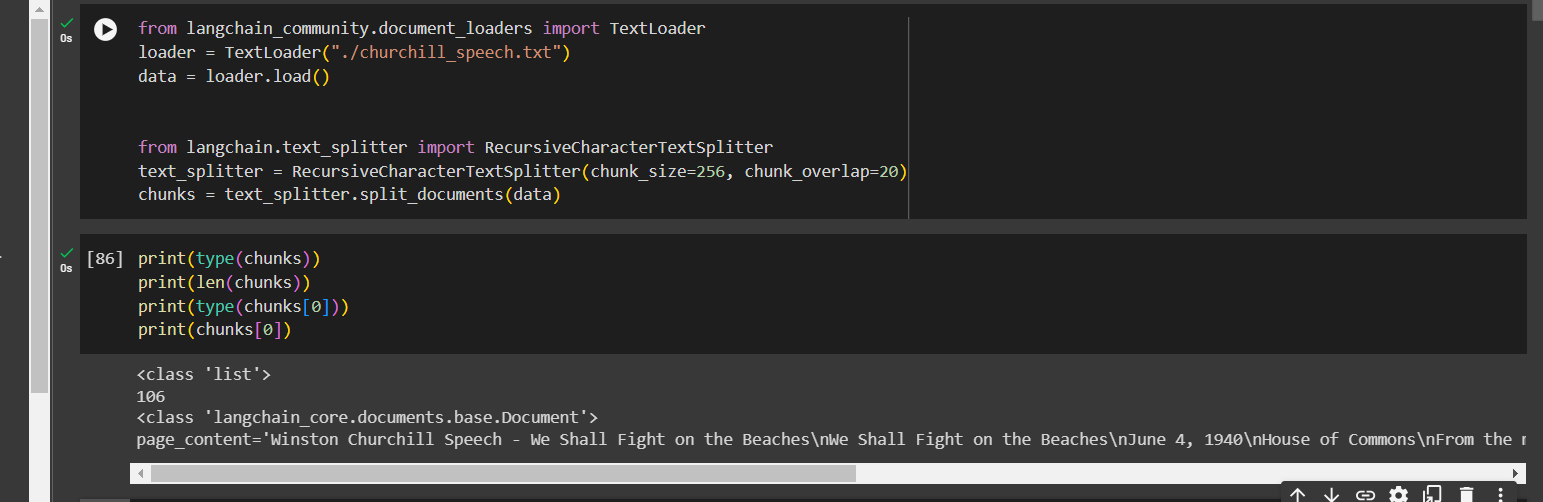 0s
from langchain_community.document_loaders import TextLoader
loader = TextLoader("./churchill_speech.txt")
data = loader.load()
from langchain.text_splitter import RecursiveCharacterTextSplitter
text_splitter = RecursiveCharacterTextSplitter(chunk_size=256, chunk_overlap=20)
chunks = text_splitter.split_documents(data)
0s
[86] print(type(chunks))
print(len(chunks))
print(type(chunks[0]))
print(chunks[0])
<class 'list'>
106
<class 'langchain_core.documents.base.Document'>
page_content='Winston Churchill Speech - We Shall Fight on the Beaches\nWe Shall Fight on the Beaches\nJune 4, 1940\nHouse of Commons\nFrom the